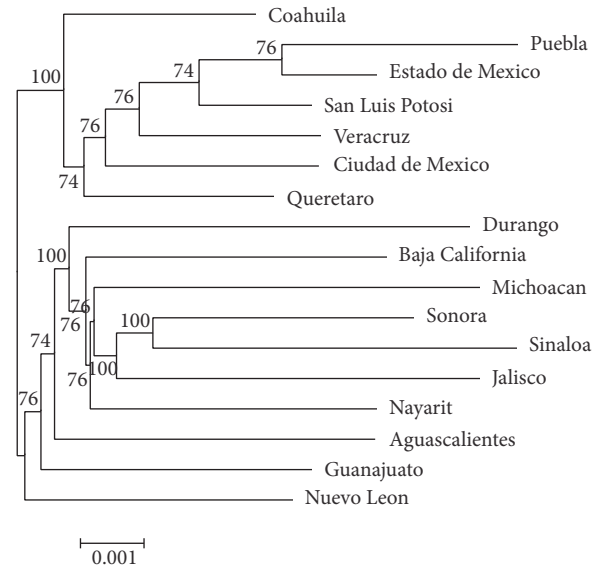 Coahuila
76
Puebla
74
Estado de Mexico
100
76
San Luis Potosi
76
Veracruz
Ciudad de Mexico
74
Queretaro
Durango
100
Baja California
Michoacan
76
76
100
Sonora
74
Sinaloa
100
76
Jalisco
76
Nayarit
Aguascalientes
Guanajuato
Nuevo Leon
0.001